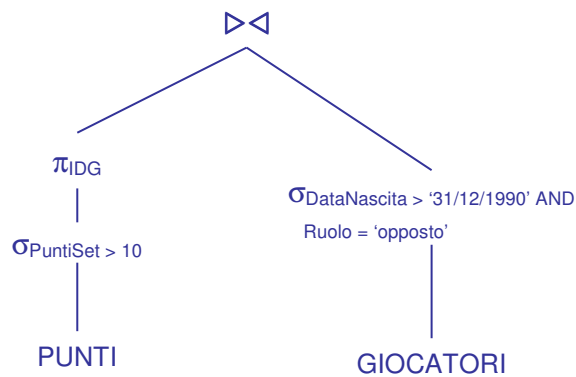 ⋈
πIDG
σDataNascita > ‘31/12/1990’ AND
Ruolo = ‘opposto’
σPuntiSet > 10
PUNTI
GIOCATORI